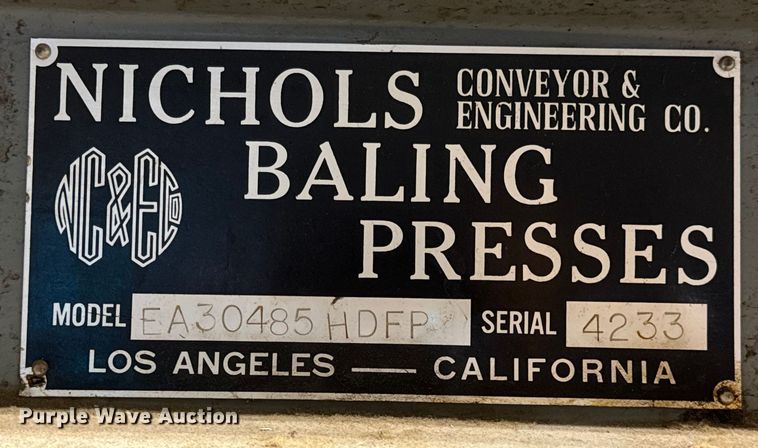 NICHOLS CONVEYOR & ENGINEERING CO.
BALING
NC&ECO
PRESSES
MODEL EA30485 HDFP SERIAL 4233
LOS ANGELES — CALIFORNIA
Purple Wave Auction